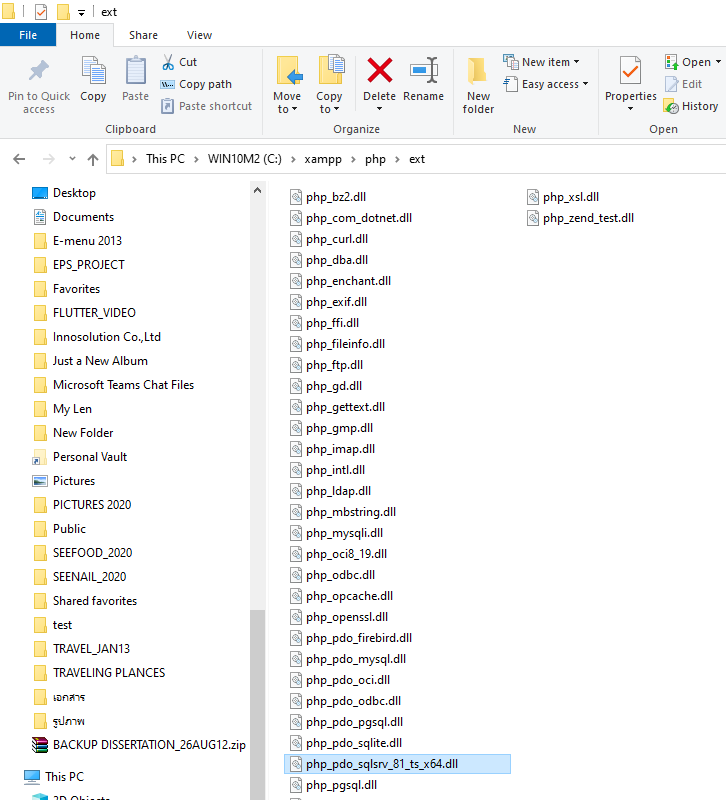 ext
File
Home
Share
View
Pin to Quick
access
Copy
Paste
Cut
Copy path
Paste shortcut
Clipboard
Move
to
Copy
to
Delete
Rename
Organize
New
folder
New item
Easy access
New
Properties
Open
Edit
History
Open
This PC
WIN10M2 (C:)
xampp
php
ext
Desktop
Documents
E-menu 2013
EPS_PROJECT
Favorites
FLUTTER_VIDEO
Innosolution Co.,Ltd
Just a New Album
Microsoft Teams Chat Files
My Len
New Folder
Personal Vault
Pictures
PICTURES 2020
Public
SEEFOOD_2020
SEENAIL_2020
Shared favorites
test
TRAVEL_JAN13
TRAVELING PLANCES
เอกสาร
รูปภาพ
BACKUP DISSERTATION_26AUG12.zip
This PC
3D Objects
php_bz2.dll
php_com_dotnet.dll
php_curl.dll
php_dba.dll
php_enchant.dll
php_exif.dll
php_ffi.dll
php_fileinfo.dll
php_ftp.dll
php_gd.dll
php_gettext.dll
php_gmp.dll
php_imap.dll
php_intl.dll
php_ldap.dll
php_mbstring.dll
php_mysqli.dll
php_oci8_19.dll
php_odbc.dll
php_opcache.dll
php_openssl.dll
php_pdo_firebird.dll
php_pdo_mysql.dll
php_pdo_oci.dll
php_pdo_odbc.dll
php_pdo_pgsql.dll
php_pdo_sqlite.dll
php_pdo_sqlsrv_81_ts_x64.dll
php_pgsql.dll
php_xsl.dll
php_zend_test.dll